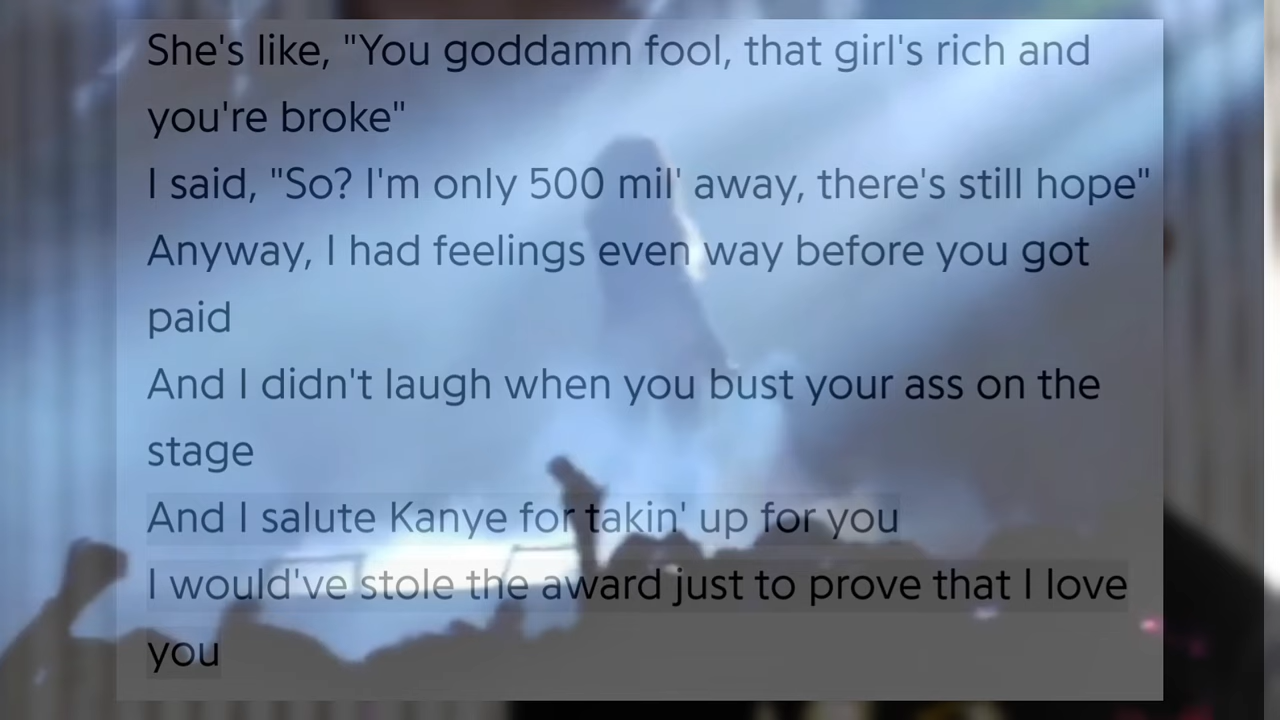 She's like, "You goddamn fool, that girl's rich and
you're broke"
I said, "So? I'm only 500 mil' away, there's still hope"
Anyway, I had feelings even way before you got
paid
And I didn't laugh when you bust your ass on the
stage
And I salute Kanye for takin' up for you
I would've stole the award just to prove that I love
you